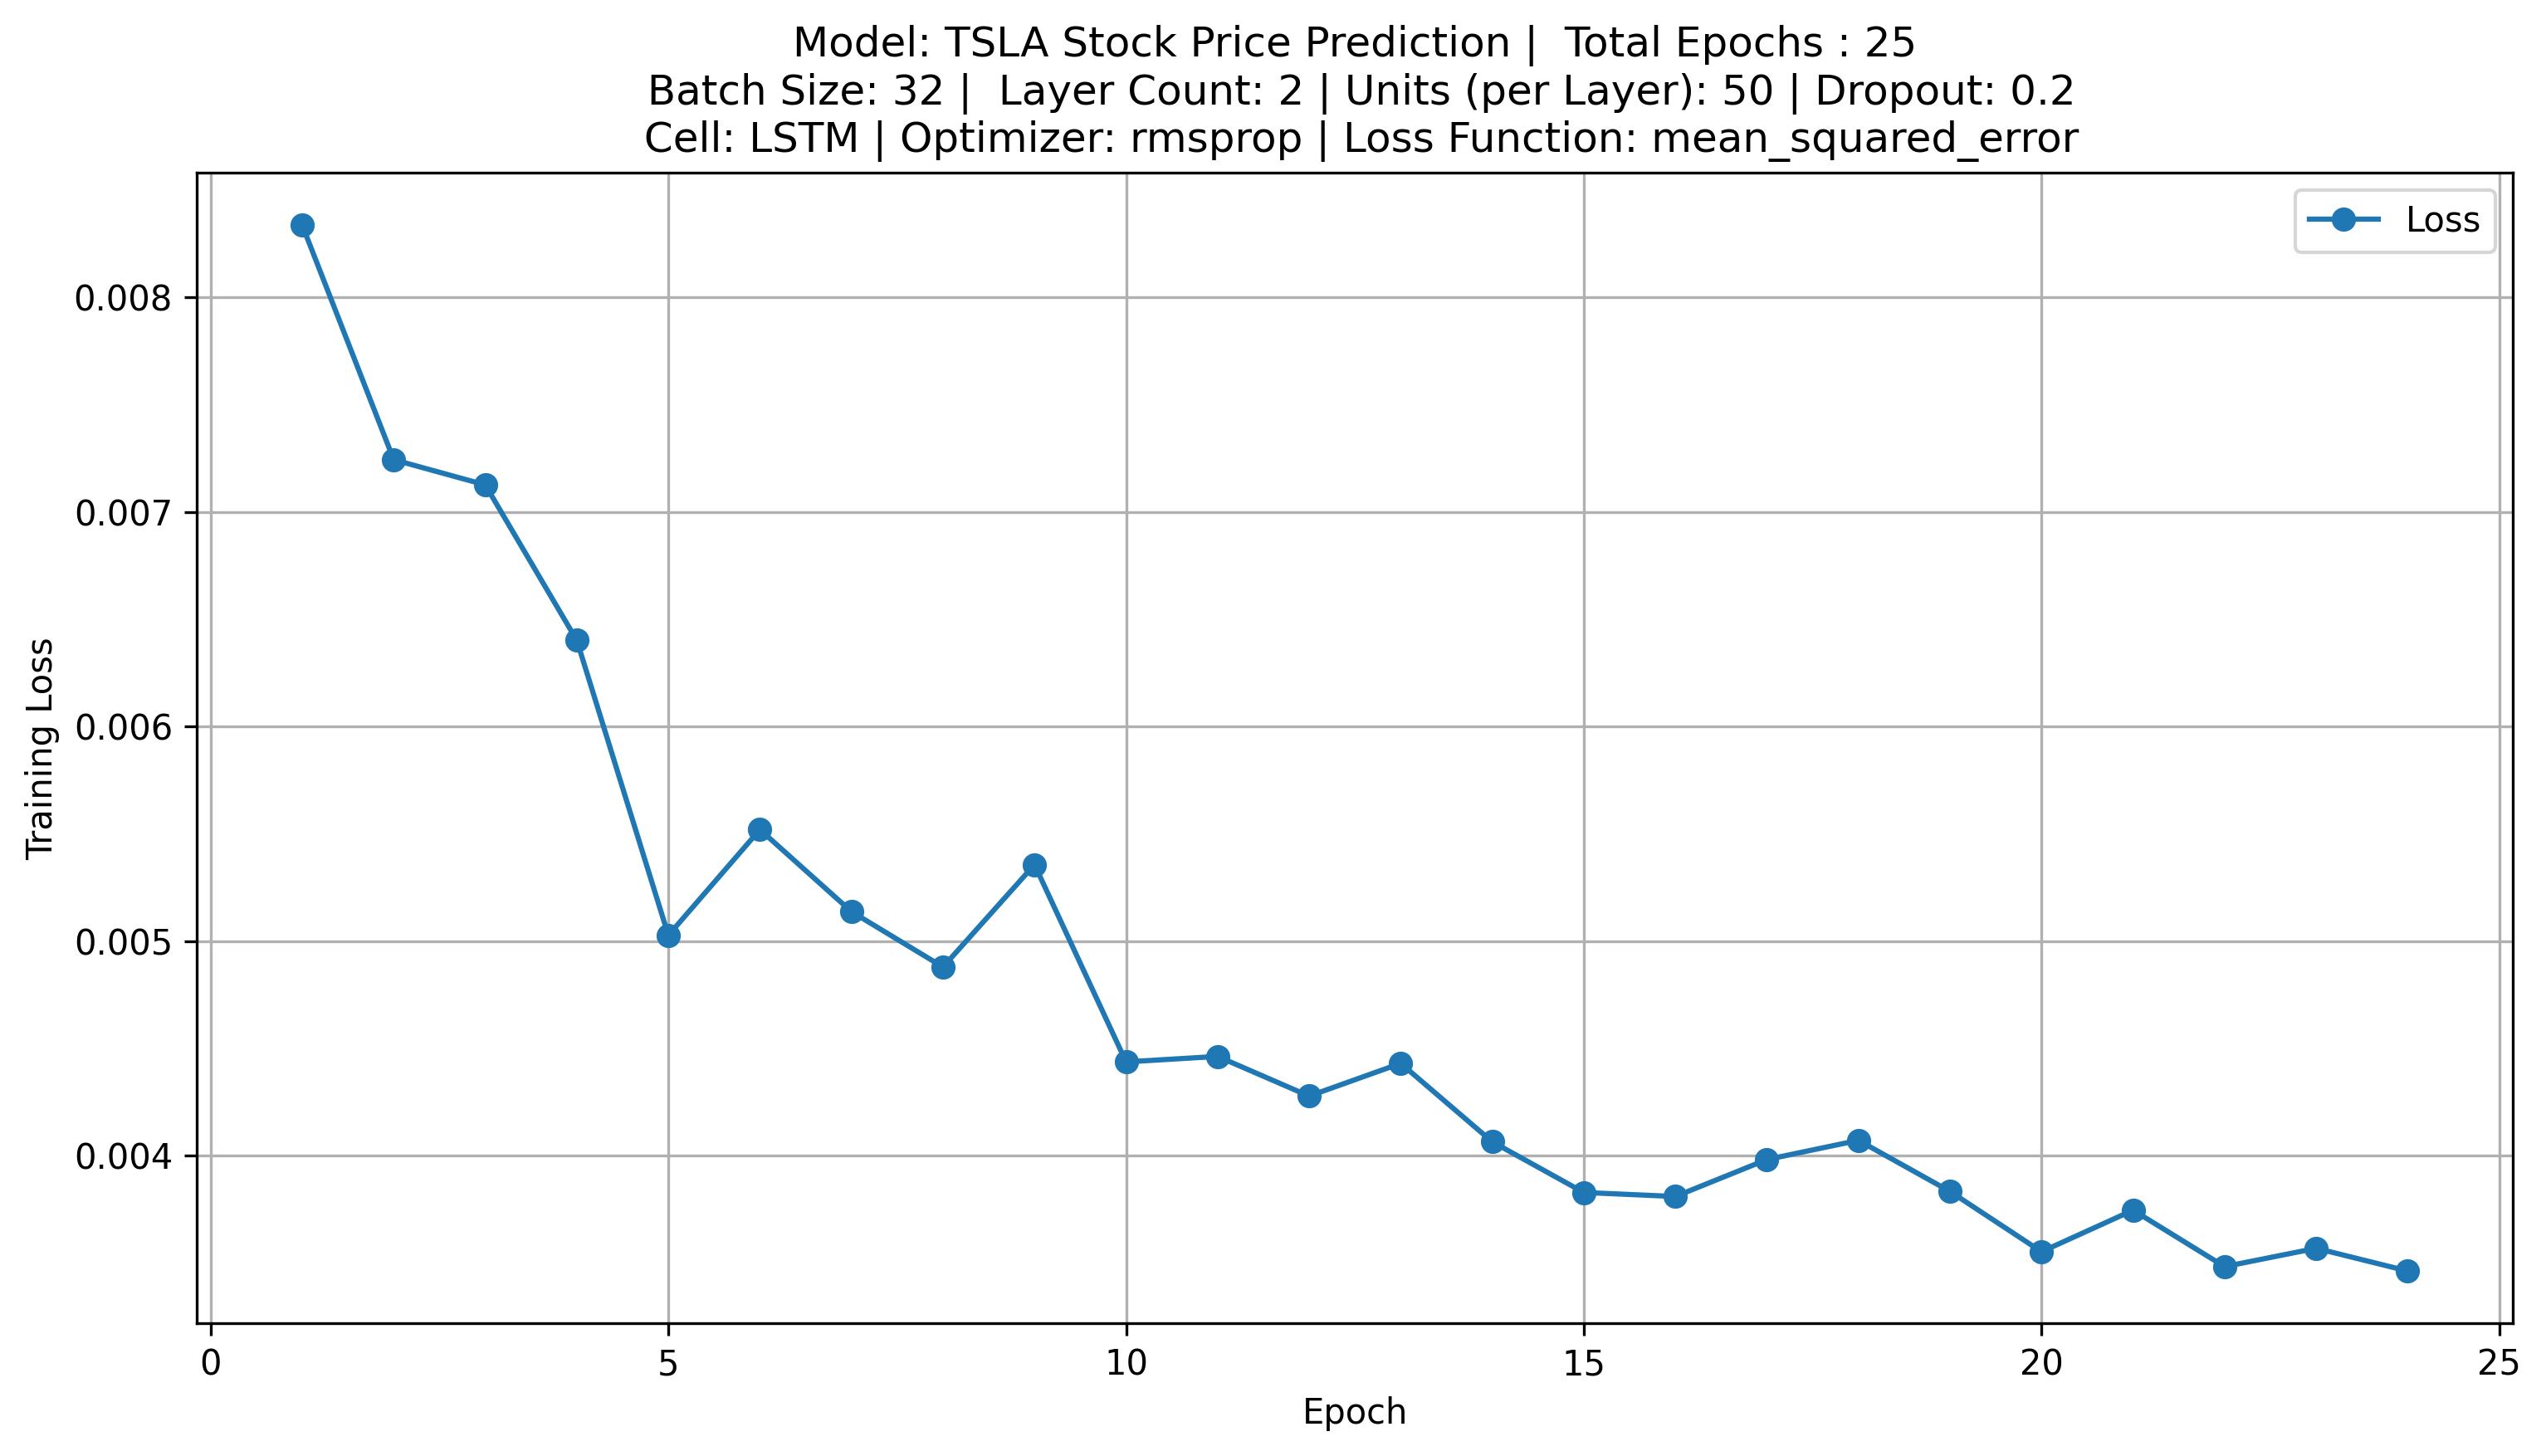 Model: TSLA Stock Price Prediction |  Total Epochs : 25
Batch Size: 32 |  Layer Count: 2 | Units (per Layer): 50 | Dropout: 0.2
Cell: LSTM | Optimizer: rmsprop | Loss Function: mean_squared_error
Loss
0.008
0.007
0.006
0.005
0.004
Training Loss
0 5 10 15 20 25
Epoch